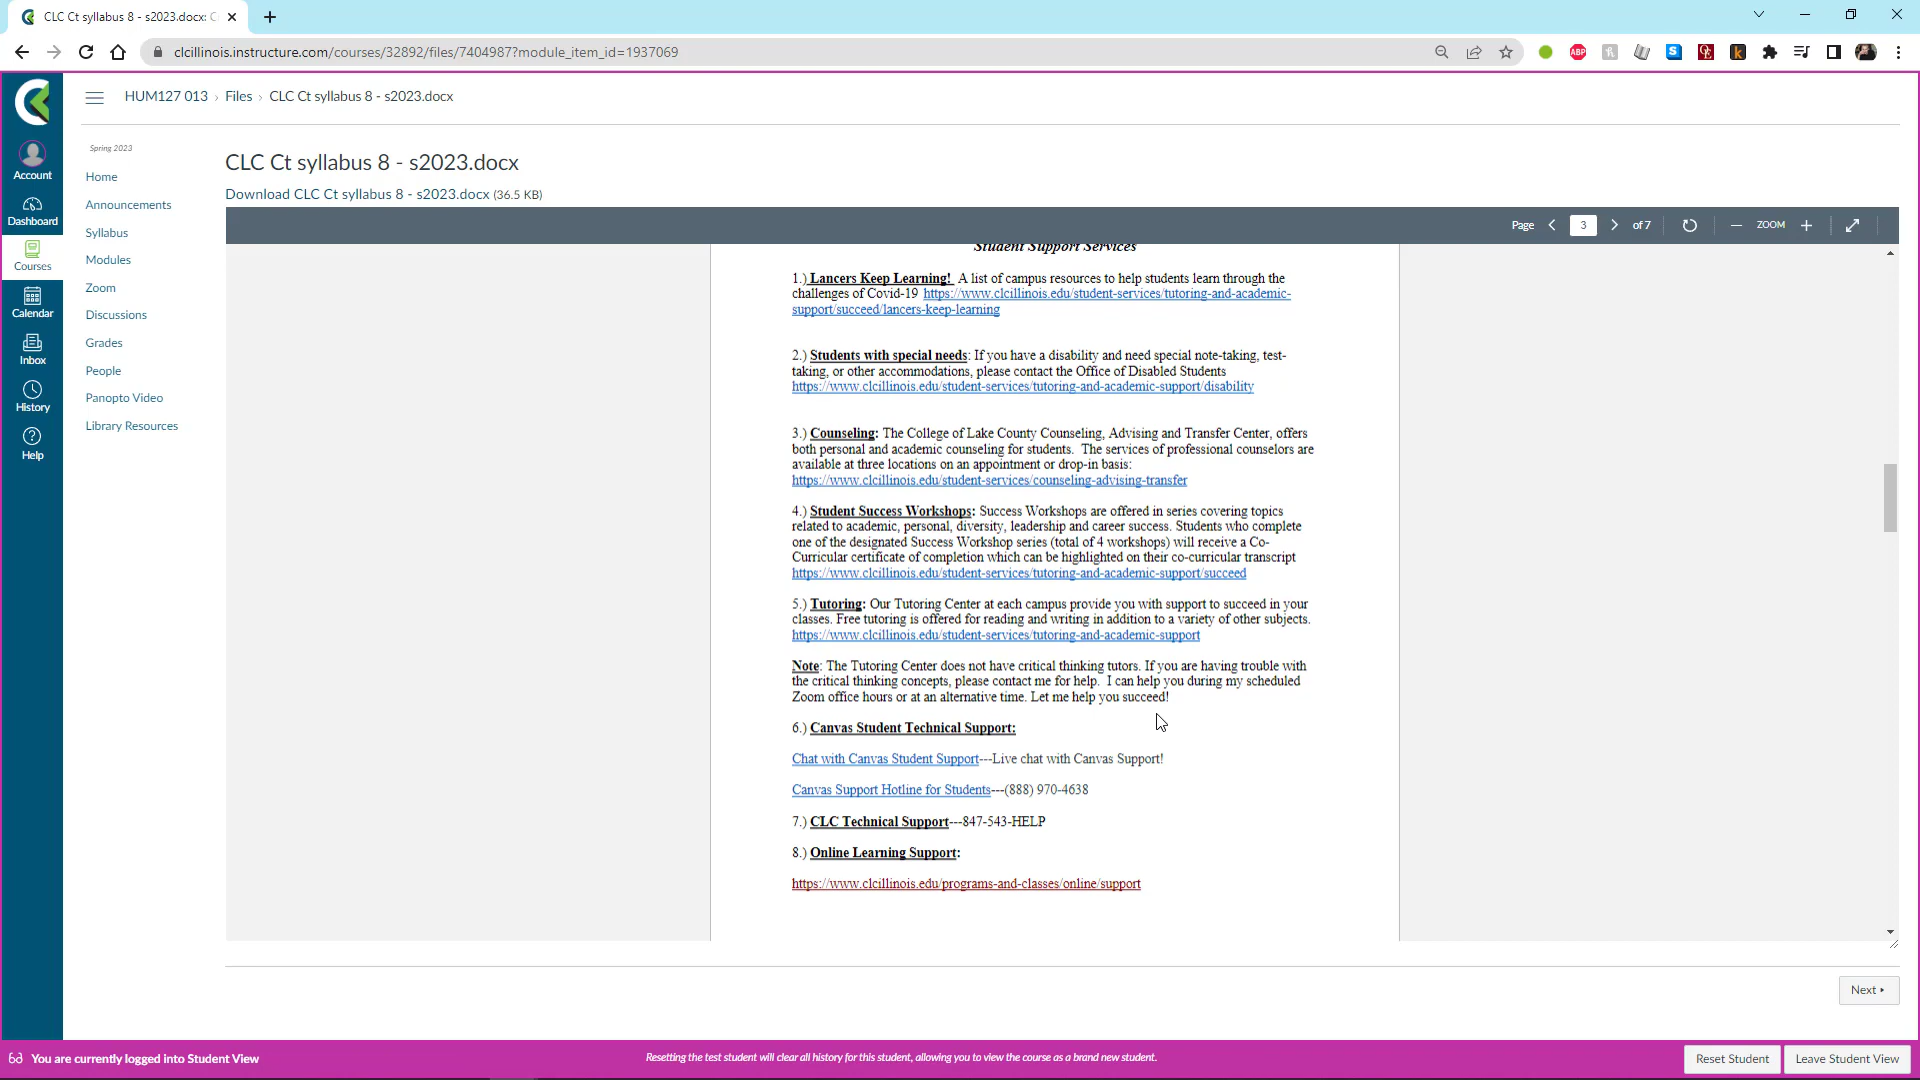 CLC Ct syllabus 8 - s2023.docx: C
clcillinois.instructure.com/courses/32892/files/7404987?module_item_id=1937069
HUM127 013 › Files › CLC Ct syllabus 8 - s2023.docx
Account
Dashboard
Courses
Calendar
Inbox
History
Help
Spring 2023
Home
Announcements
Syllabus
Modules
Zoom
Discussions
Grades
People
Panopto Video
Library Resources
CLC Ct syllabus 8 - s2023.docx
Download CLC Ct syllabus 8 - s2023.docx (36.5 KB)
Page 3 of 7 ZOOM
Student Support Services
1.) Lancers Keep Learning! A list of campus resources to help students learn through the
challenges of Covid-19 https://www.clcillinois.edu/student-services/tutoring-and-academic-
support/succeed/lancers-keep-learning
2.) Students with special needs: If you have a disability and need special note-taking, test-
taking, or other accommodations, please contact the Office of Disabled Students
https://www.clcillinois.edu/student-services/tutoring-and-academic-support/disability
3.) Counseling: The College of Lake County Counseling, Advising and Transfer Center, offers
both personal and academic counseling for students. The services of professional counselors are
available at three locations on an appointment or drop-in basis:
https://www.clcillinois.edu/student-services/counseling-advising-transfer
4.) Student Success Workshops: Success Workshops are offered in series covering topics
related to academic, personal, diversity, leadership and career success. Students who complete
one of the designated Success Workshop series (total of 4 workshops) will receive a Co-
Curricular certificate of completion which can be highlighted on their co-curricular transcript
https://www.clcillinois.edu/student-services/tutoring-and-academic-support/succeed
5.) Tutoring: Our Tutoring Center at each campus provide you with support to succeed in your
classes. Free tutoring is offered for reading and writing in addition to a variety of other subjects.
https://www.clcillinois.edu/student-services/tutoring-and-academic-support
Note: The Tutoring Center does not have critical thinking tutors. If you are having trouble with
the critical thinking concepts, please contact me for help. I can help you during my scheduled
Zoom office hours or at an alternative time. Let me help you succeed!
6.) Canvas Student Technical Support:
Chat with Canvas Student Support---Live chat with Canvas Support!
Canvas Support Hotline for Students---(888) 970-4638
7.) CLC Technical Support---847-543-HELP
8.) Online Learning Support:
https://www.clcillinois.edu/programs-and-classes/online/support
Next
You are currently logged into Student View
Resetting the test student will clear all history for this student, allowing you to view the course as a brand new student.
Reset Student
Leave Student View